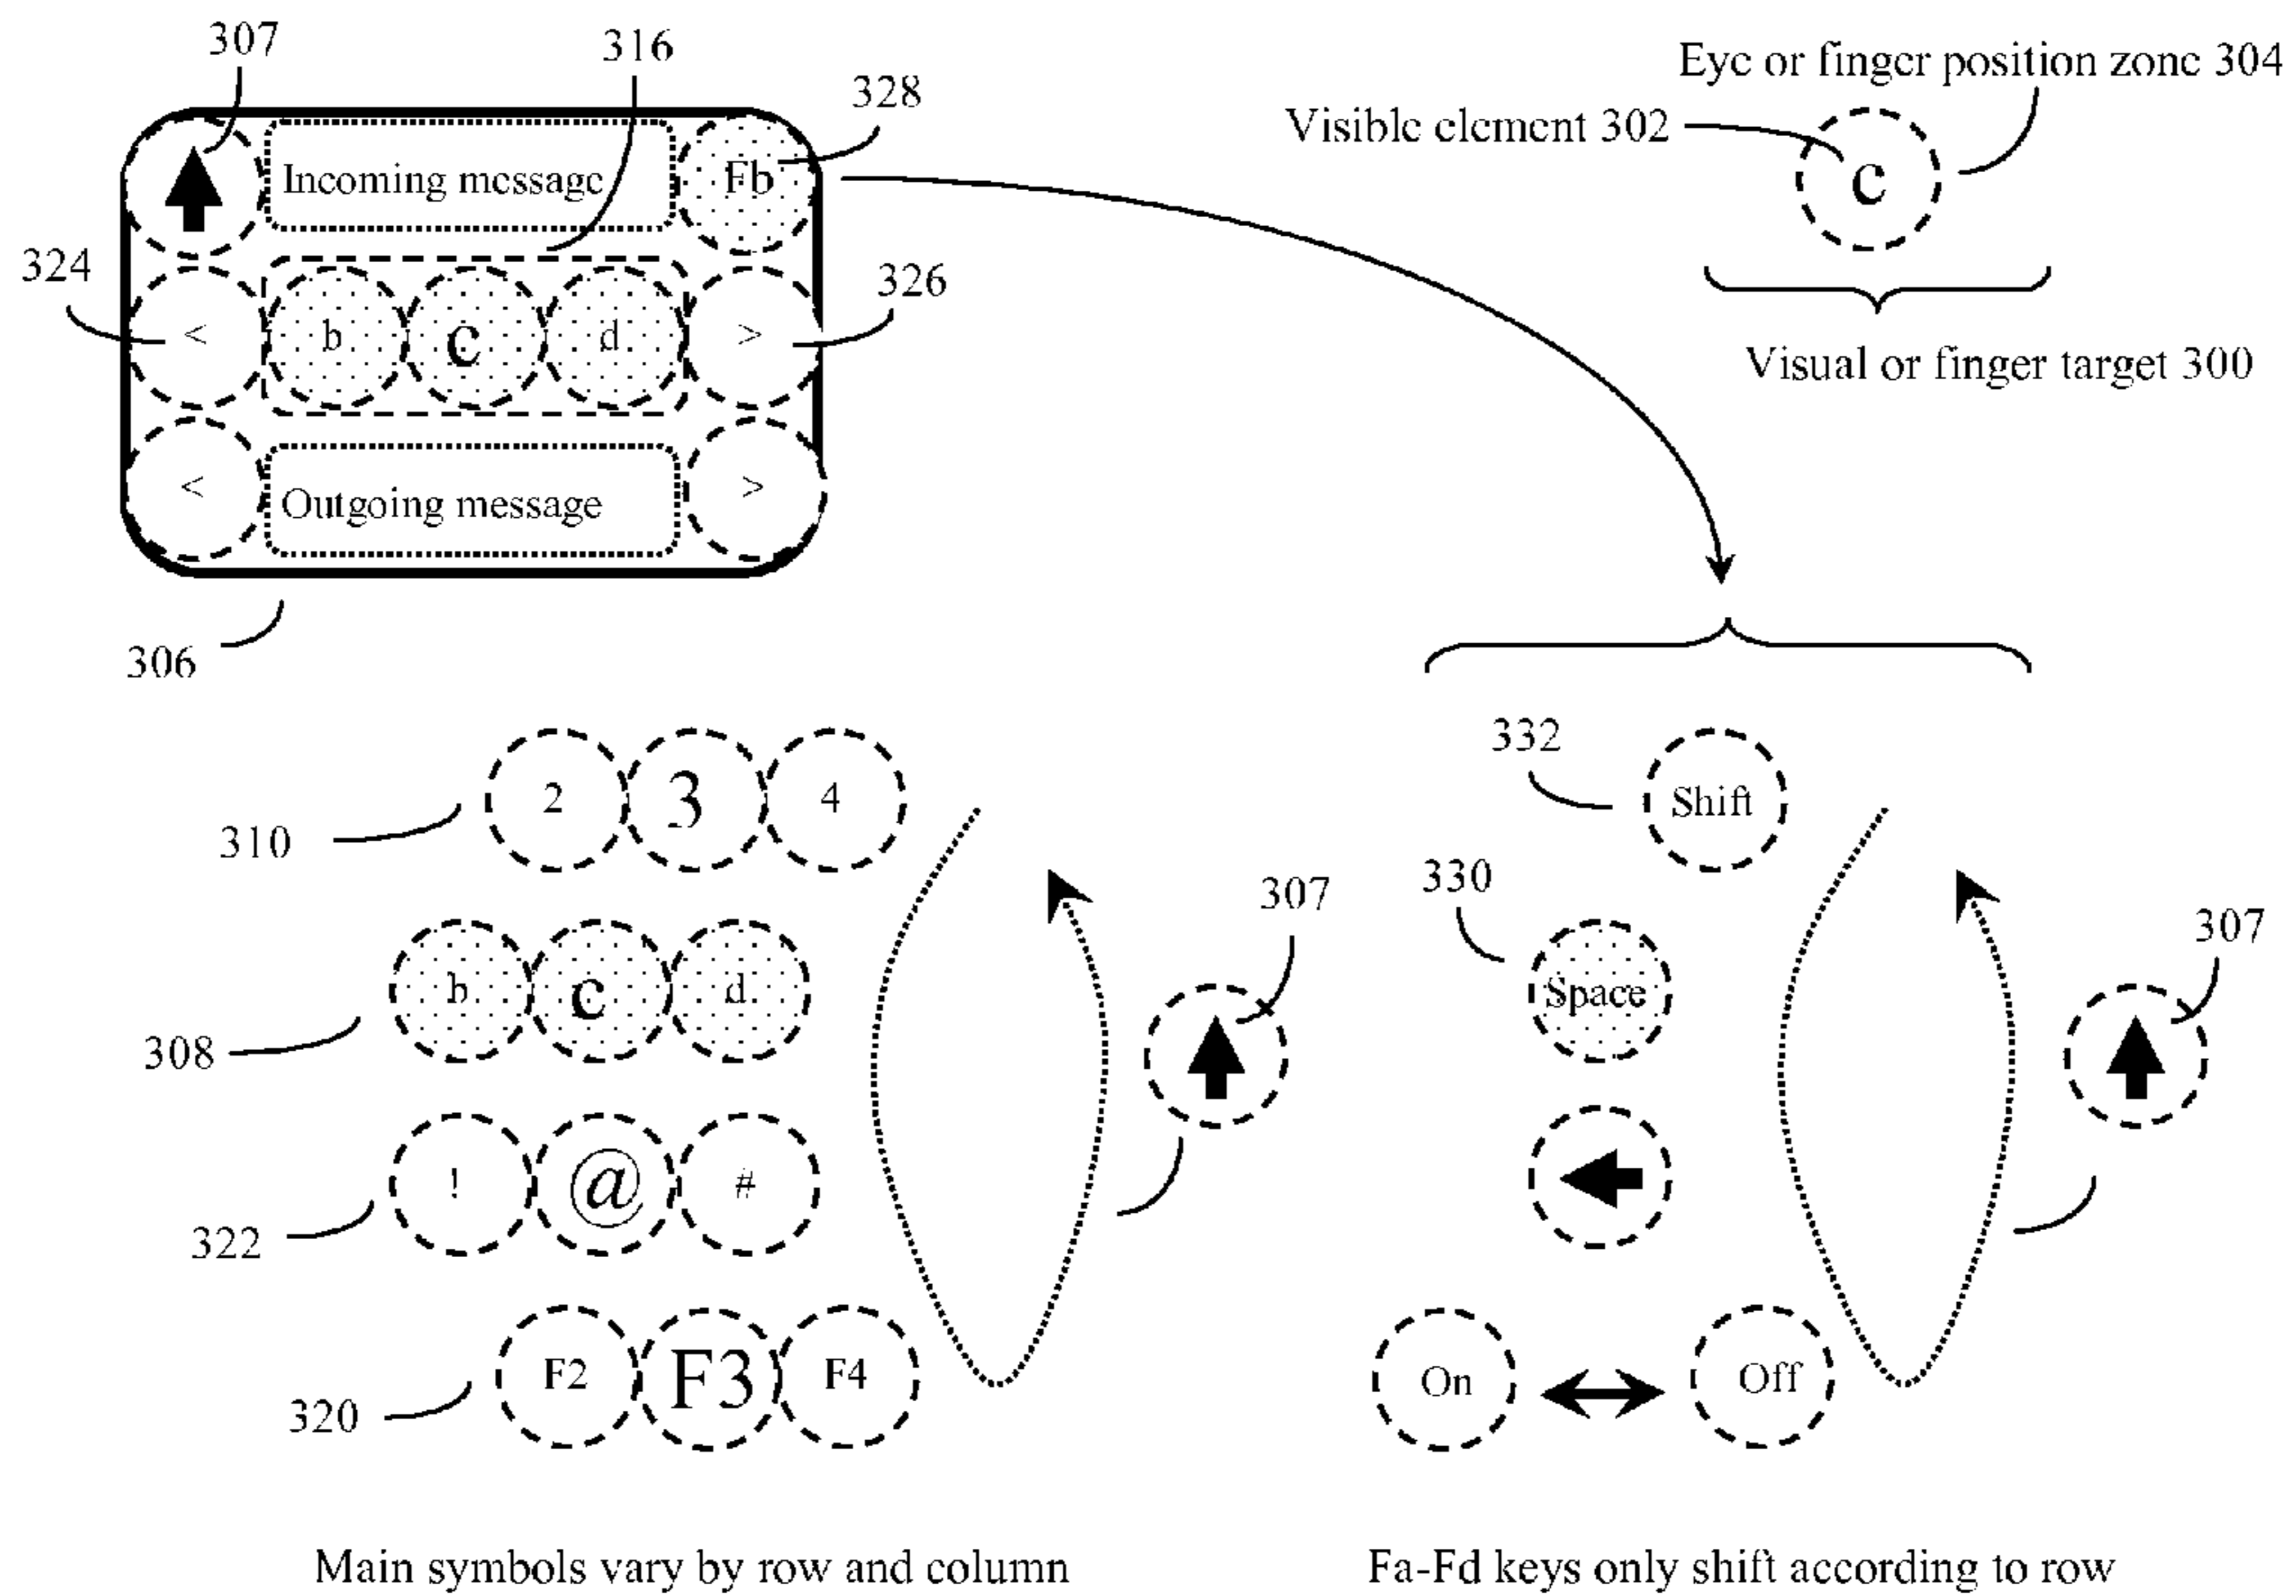 307
316
328
Eye or finger position zone 304
Visible element 302
Incoming message
Fb
c
324
326
< b c d >
Visual or finger target 300
< Outgoing message >
306
332
2 3 4
Shift
310
330
307
307
b c d
Space
308
! @ #
322
F2 F3 F4
On Off
320
Main symbols vary by row and column
Fa-Fd keys only shift according to row